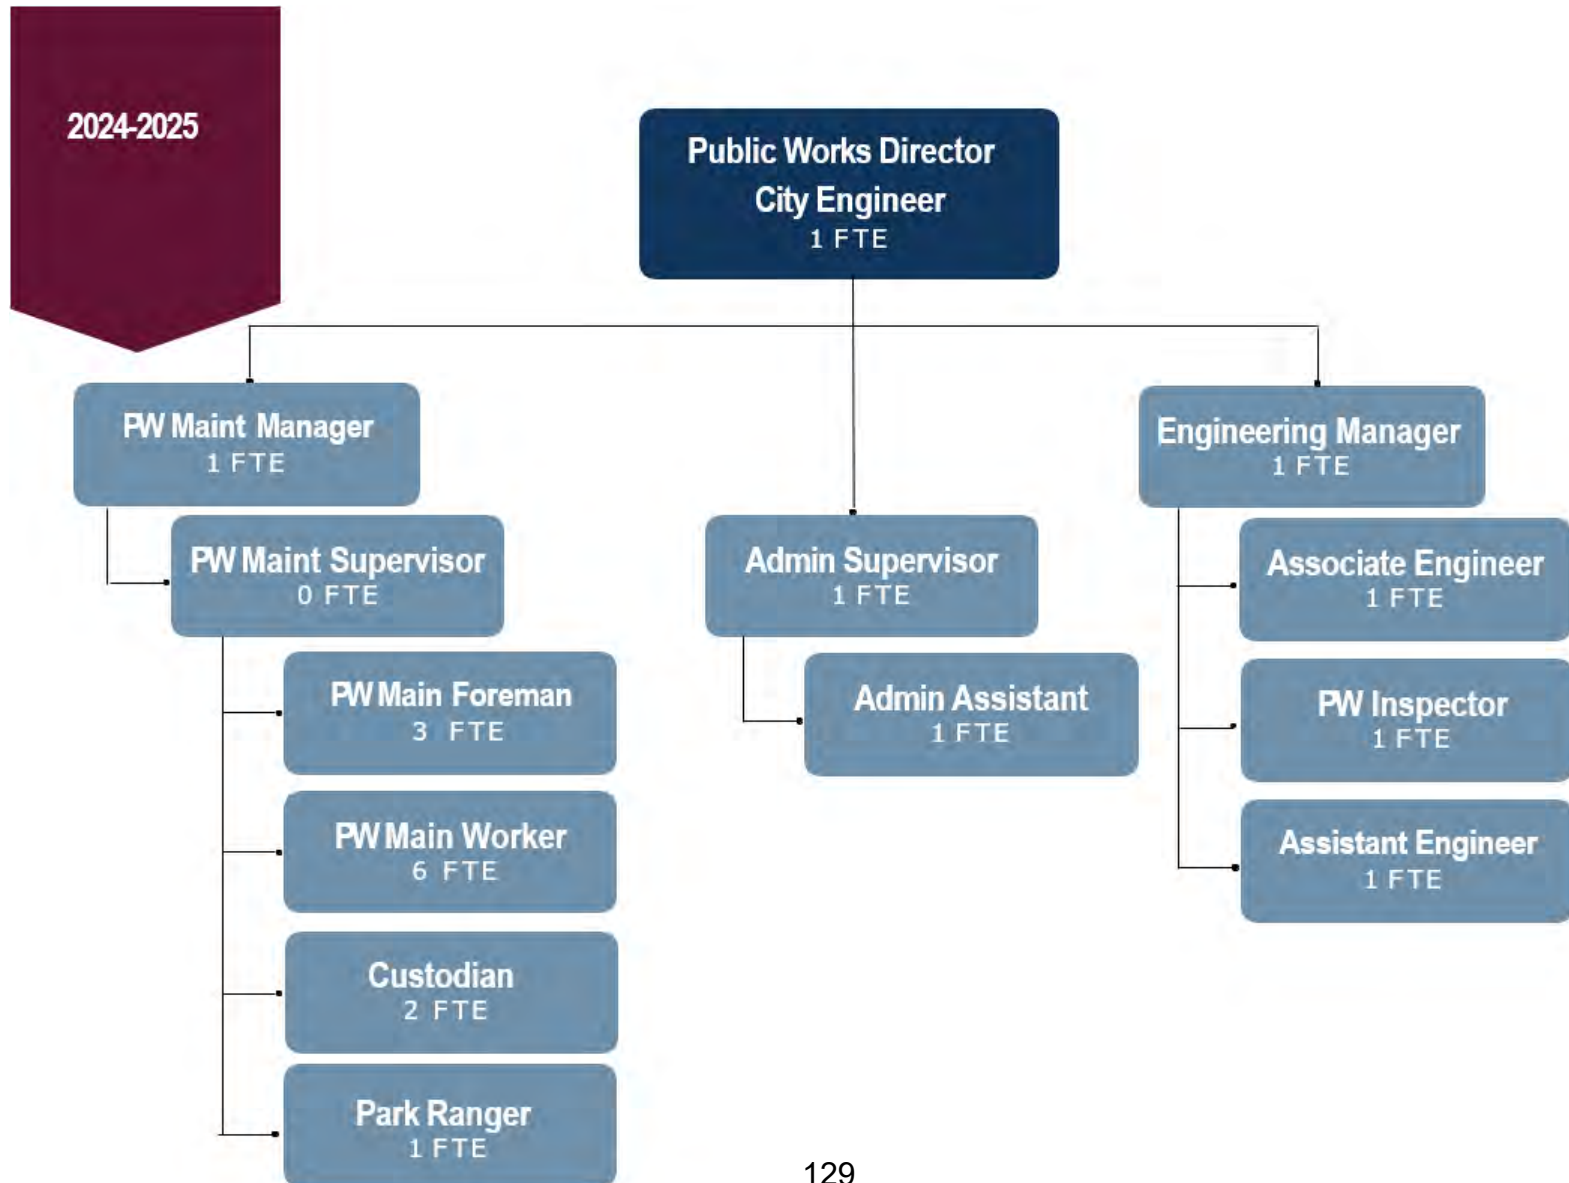 2024-2025
Public Works Director
City Engineer
1 FTE
PW Maint Manager
1 FTE
PW Maint Supervisor
0 FTE
PW Main Foreman
3 FTE
PW Main Worker
6 FTE
Custodian
2 FTE
Park Ranger
1 FTE
Admin Supervisor
1 FTE
Admin Assistant
1 FTE
Engineering Manager
1 FTE
Associate Engineer
1 FTE
PW Inspector
1 FTE
Assistant Engineer
1 FTE
129